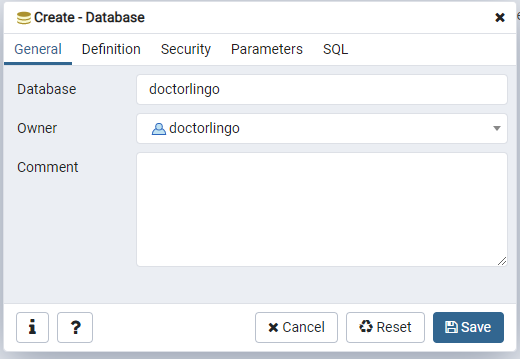 Create - Database
General Definition Security Parameters SQL
Database doctorlingo
Owner doctorlingo
Comment
i ? Cancel Reset Save